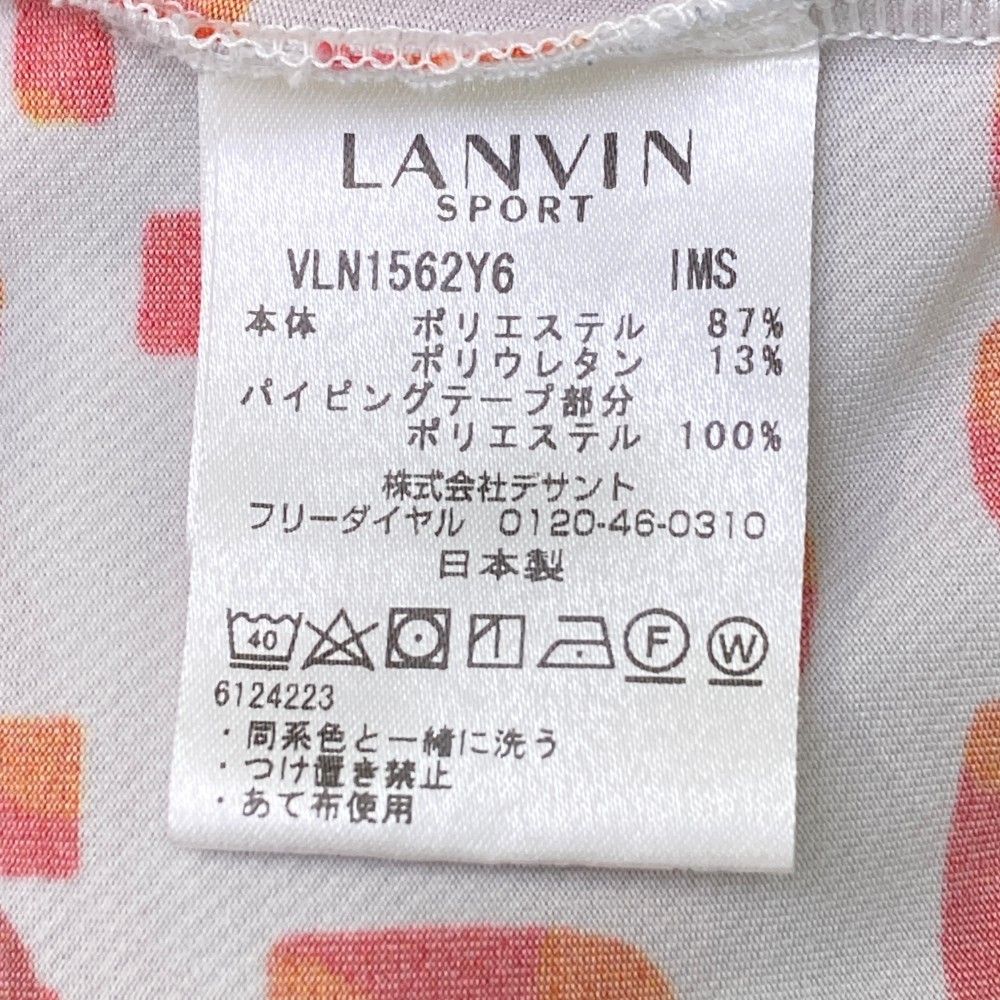 LANVIN
SPORT
VLN1562Y6 IMS
本体 ポリエステル 87%
ポリウレタン 13%
パイピングテープ部分
ポリエステル 100%
株式会社デサント
フリーダイヤル 0120-46-0310
日本製
40 F W
6124223
・同系色と一緒に洗う
・つけ置き禁止
・あて布使用